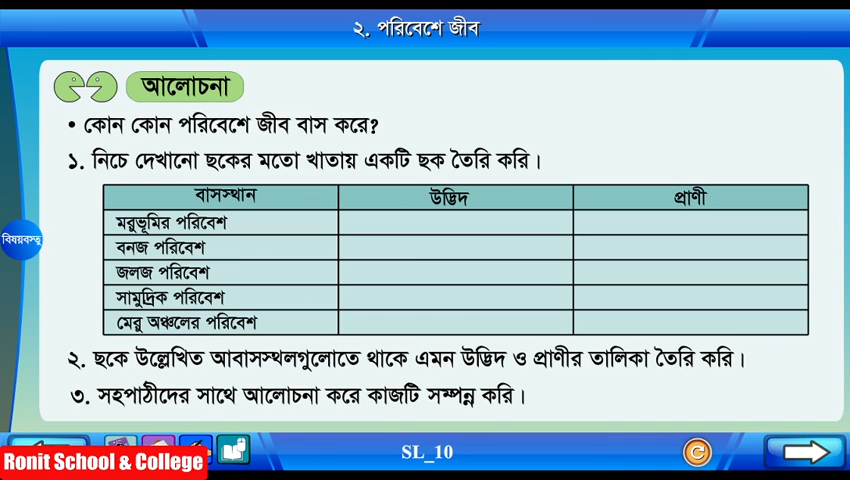 ২. পরিবেশে জীব
আলোচনা
• কোন কোন পরিবেশে জীব বাস করে?
১. নিচে দেখানো ছকের মতো খাতায় একটি ছক তৈরি করি।
বাসস্থান উদ্ভিদ প্রাণী
মরুভূমির পরিবেশ
বনজ পরিবেশ
জলজ পরিবেশ
সামুদ্রিক পরিবেশ
মেরু অঞ্চলের পরিবেশ
বিষয়বস্তু
২. ছকে উল্লেখিত আবাসস্থলগুলোতে থাকে এমন উদ্ভিদ ও প্রাণীর তালিকা তৈরি করি।
৩. সহপাঠীদের সাথে আলোচনা করে কাজটি সম্পন্ন করি।
SL_10
Ronit School & College